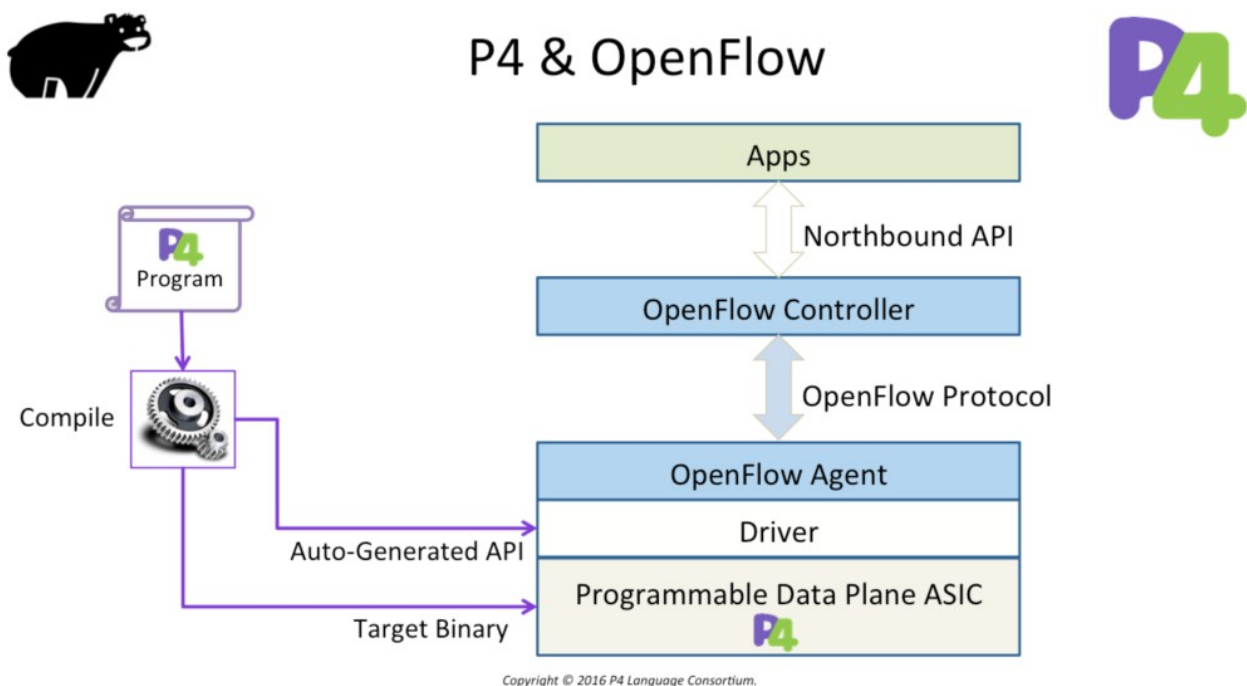 P4 & OpenFlow
P4
Apps
Northbound API
P4
Program
OpenFlow Controller
Compile
OpenFlow Protocol
OpenFlow Agent
Driver
Auto-Generated API
Programmable Data Plane ASIC
P4
Target Binary
Copyright © 2016 P4 Language Consortium.